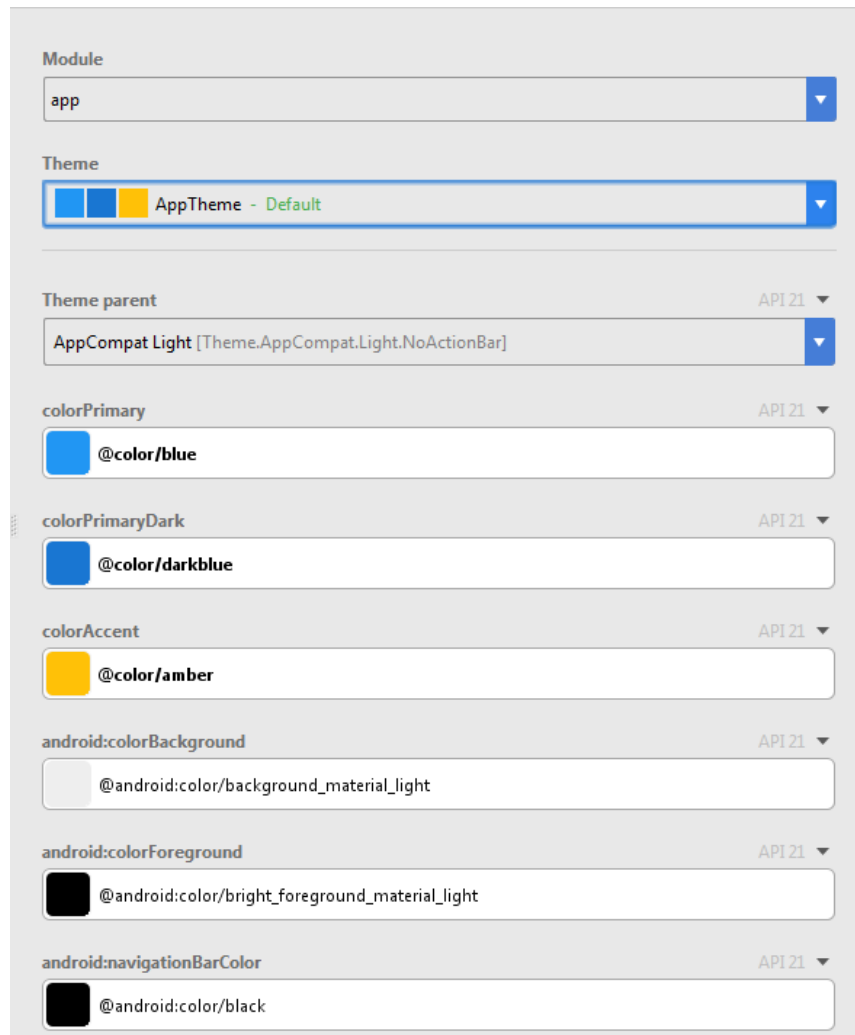 Module
app
Theme
AppTheme - Default
Theme parent API 21
AppCompat Light [Theme.AppCompat.Light.NoActionBar]
colorPrimary API 21
@color/blue
colorPrimaryDark API 21
@color/darkblue
colorAccent API 21
@color/amber
android:colorBackground API 21
@android:color/background_material_light
android:colorForeground API 21
@android:color/bright_foreground_material_light
android:navigationBarColor API 21
@android:color/black